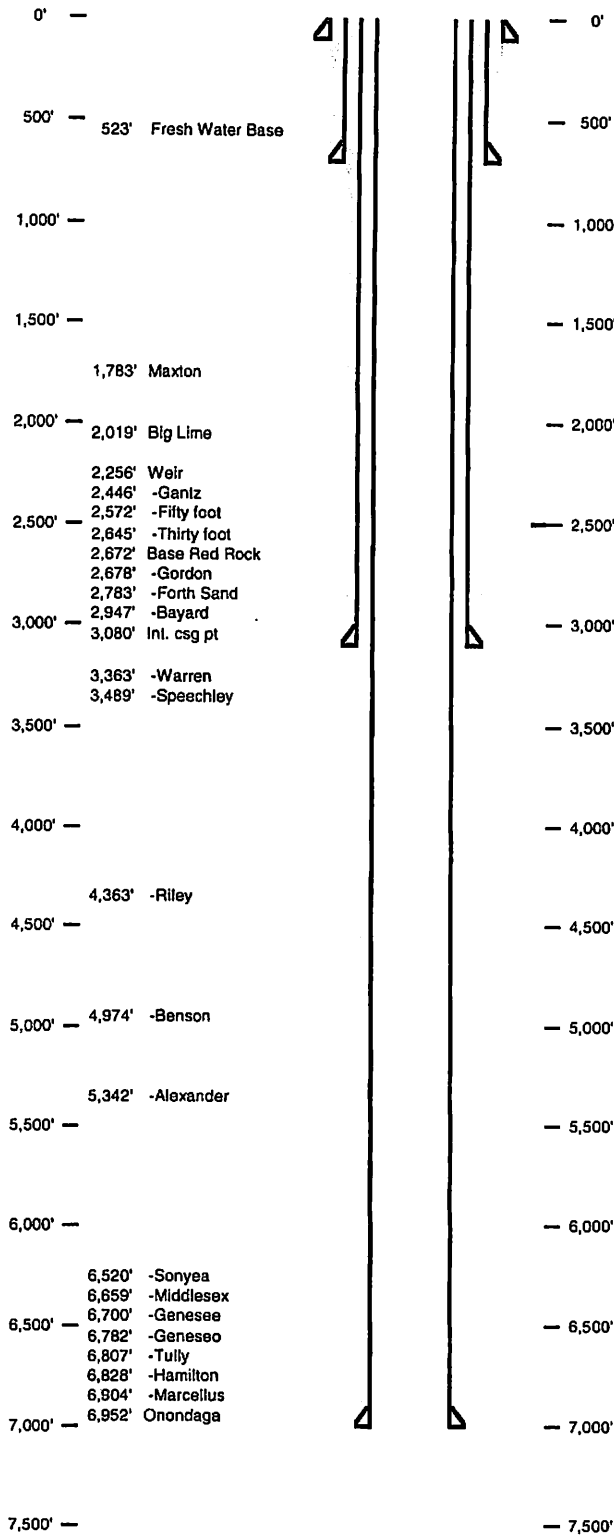 0' 0'
500' 500'
523' Fresh Water Base
1,000' 1,000'
1,500' 1,500'
1,783' Maxton
2,000' 2,000'
2,019' Big Lime
2,256' Weir
2,446' -Gantz
2,572' -Fifty foot
2,500' 2,500'
2,645' -Thirty foot
2,672' Base Red Rock
2,678' -Gordon
2,783' -Forth Sand
2,947' -Bayard
3,000' 3,000'
3,080' Int. csg pt
3,363' -Warren
3,489' -Speechley
3,500' 3,500'
4,000' 4,000'
4,363' -Riley
4,500' 4,500'
4,974' -Benson
5,000' 5,000'
5,342' -Alexander
5,500' 5,500'
6,000' 6,000'
6,520' -Sonyea
6,659' -Middlesex
6,700' -Genesee
6,500' 6,500'
6,782' -Geneseo
6,807' -Tully
6,828' -Hamilton
6,904' -Marcellus
6,952' Onondaga
7,000' 7,000'
7,500' 7,500'